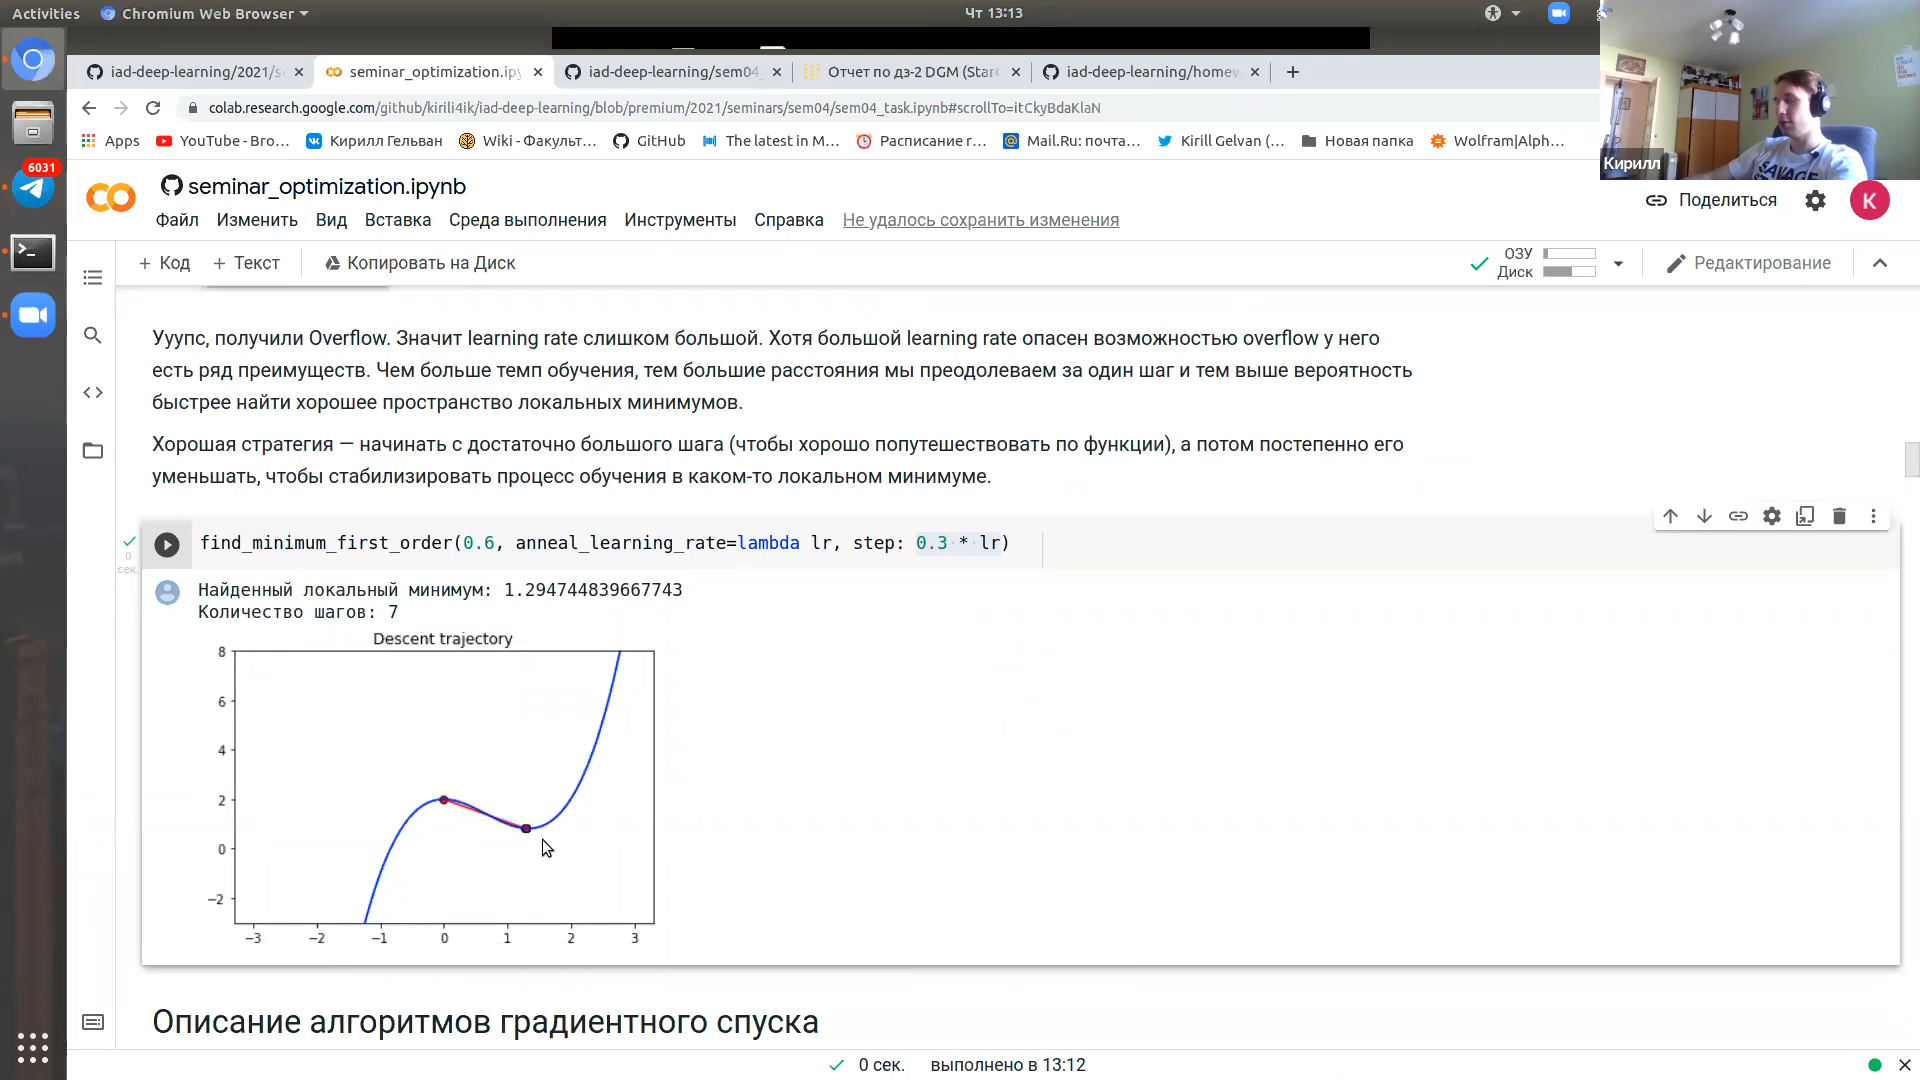 Activities
Chromium Web Browser
Чт 13:13
iad-deep-learning/2021/s
seminar_optimization.ipy
iad-deep-learning/sem04_
Отчет по дз-2 DGM (Star
iad-deep-learning/homew
colab.research.google.com/github/kirili4ik/iad-deep-learning/blob/premium/2021/seminars/sem04/sem04_task.ipynb#scrollTo=itCkyBdaKlaN
Apps
YouTube - Bro...
Кирилл Гельван
Wiki - Факульт...
GitHub
The latest in M...
Расписание г...
Mail.Ru: почта...
Kirill Gelvan (...
Новая папка
Wolfram|Alph...
Кирилл
6031
seminar_optimization.ipynb
Поделиться
K
Файл
Изменить
Вид
Вставка
Среда выполнения
Инструменты
Справка
Не удалось сохранить изменения
+ Код
+ Текст
Копировать на Диск
ОЗУ
Диск
Редактирование
Ууупс, получили Overflow. Значит learning rate слишком большой. Хотя большой learning rate опасен возможностью overflow у него
есть ряд преимуществ. Чем больше темп обучения, тем большие расстояния мы преодолеваем за один шаг и тем выше вероятность
быстрее найти хорошее пространство локальных минимумов.
Хорошая стратегия — начинать с достаточно большого шага (чтобы хорошо попутешествовать по функции), а потом постепенно его
уменьшать, чтобы стабилизировать процесс обучения в каком-то локальном минимуме.
0
сек.
find_minimum_first_order(0.6, anneal_learning_rate=lambda lr, step: 0.3 * lr)
Найденный локальный минимум: 1.294744839667743
Количество шагов: 7
Descent trajectory
8
6
4
2
0
−2
−3 −2 −1 0 1 2 3
Описание алгоритмов градиентного спуска
0 сек. выполнено в 13:12